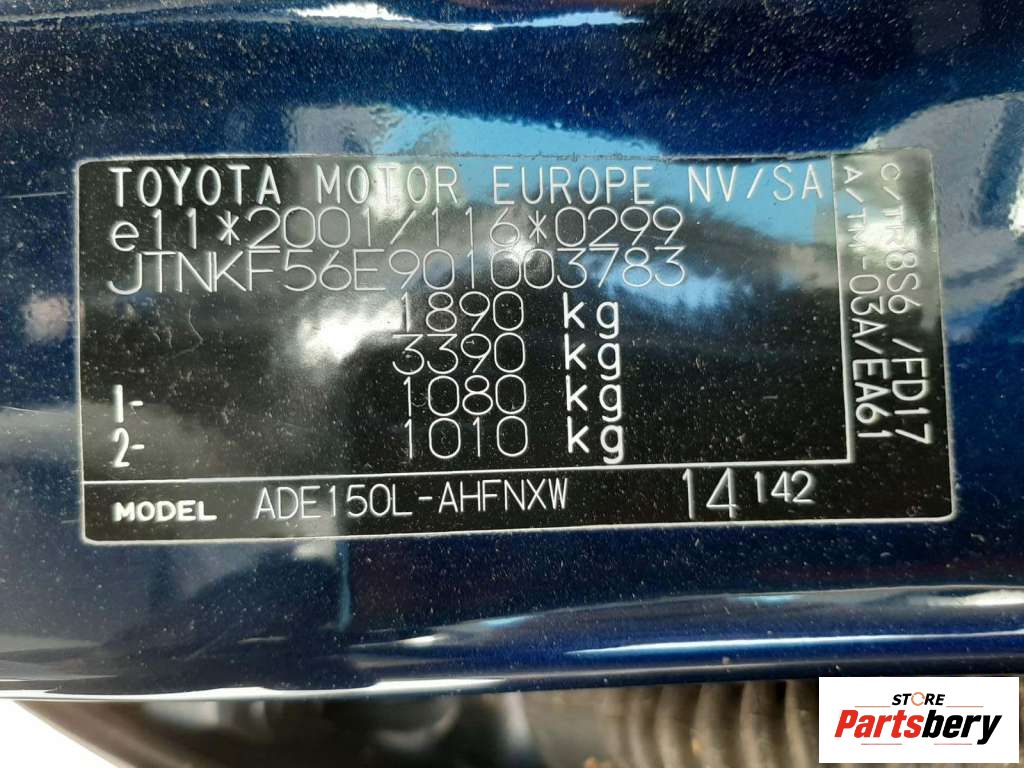 TOYOTA MOTOR EUROPE NV/SA
e11*2001/116*0299
JTNKF56E901003783
1890 kg
3390 kg
1- 1080 kg
2- 1010 kg
C/TR 8S6 /FD17
A/TM -03A/EA61
MODEL ADE150L-AHFNXW 14 142
STORE
Partsbery